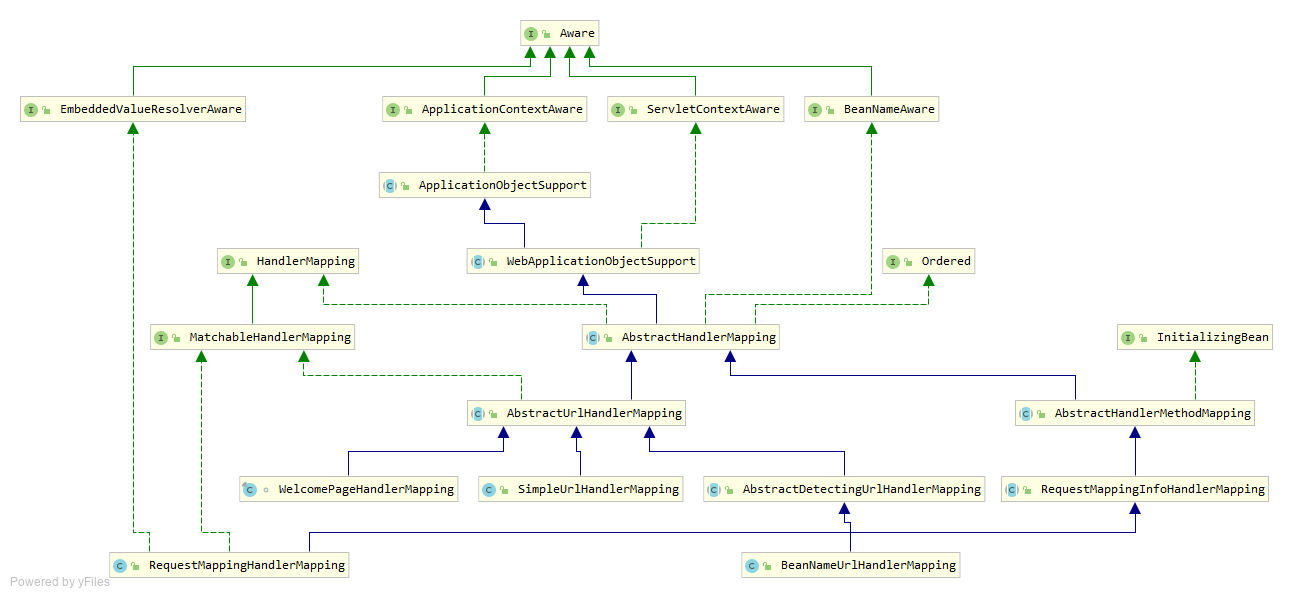 Aware
EmbeddedValueResolverAware
ApplicationContextAware
ServletContextAware
BeanNameAware
ApplicationObjectSupport
HandlerMapping
WebApplicationObjectSupport
Ordered
MatchableHandlerMapping
AbstractHandlerMapping
InitializingBean
AbstractUrlHandlerMapping
AbstractHandlerMethodMapping
WelcomePageHandlerMapping
SimpleUrlHandlerMapping
AbstractDetectingUrlHandlerMapping
RequestMappingInfoHandlerMapping
RequestMappingHandlerMapping
BeanNameUrlHandlerMapping
Powered by yFiles